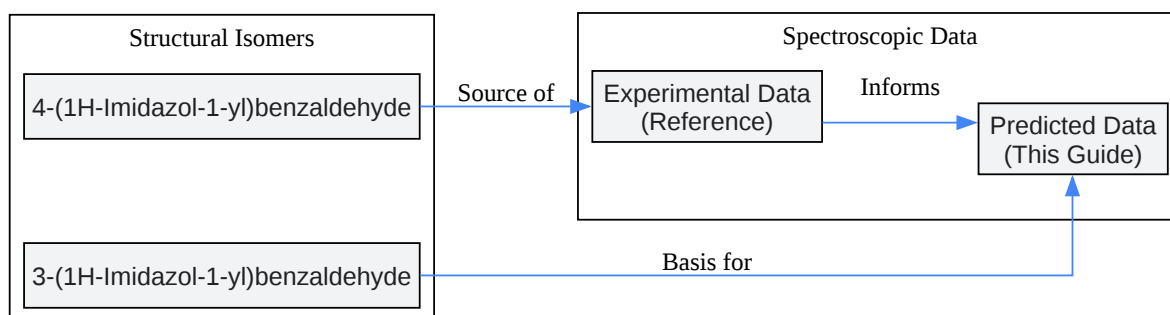 Structural Isomers
4-(1H-Imidazol-1-yl)benzaldehyde
3-(1H-Imidazol-1-yl)benzaldehyde
Source of
Spectroscopic Data
Experimental Data
(Reference)
Informs
Predicted Data
(This Guide)
Basis for